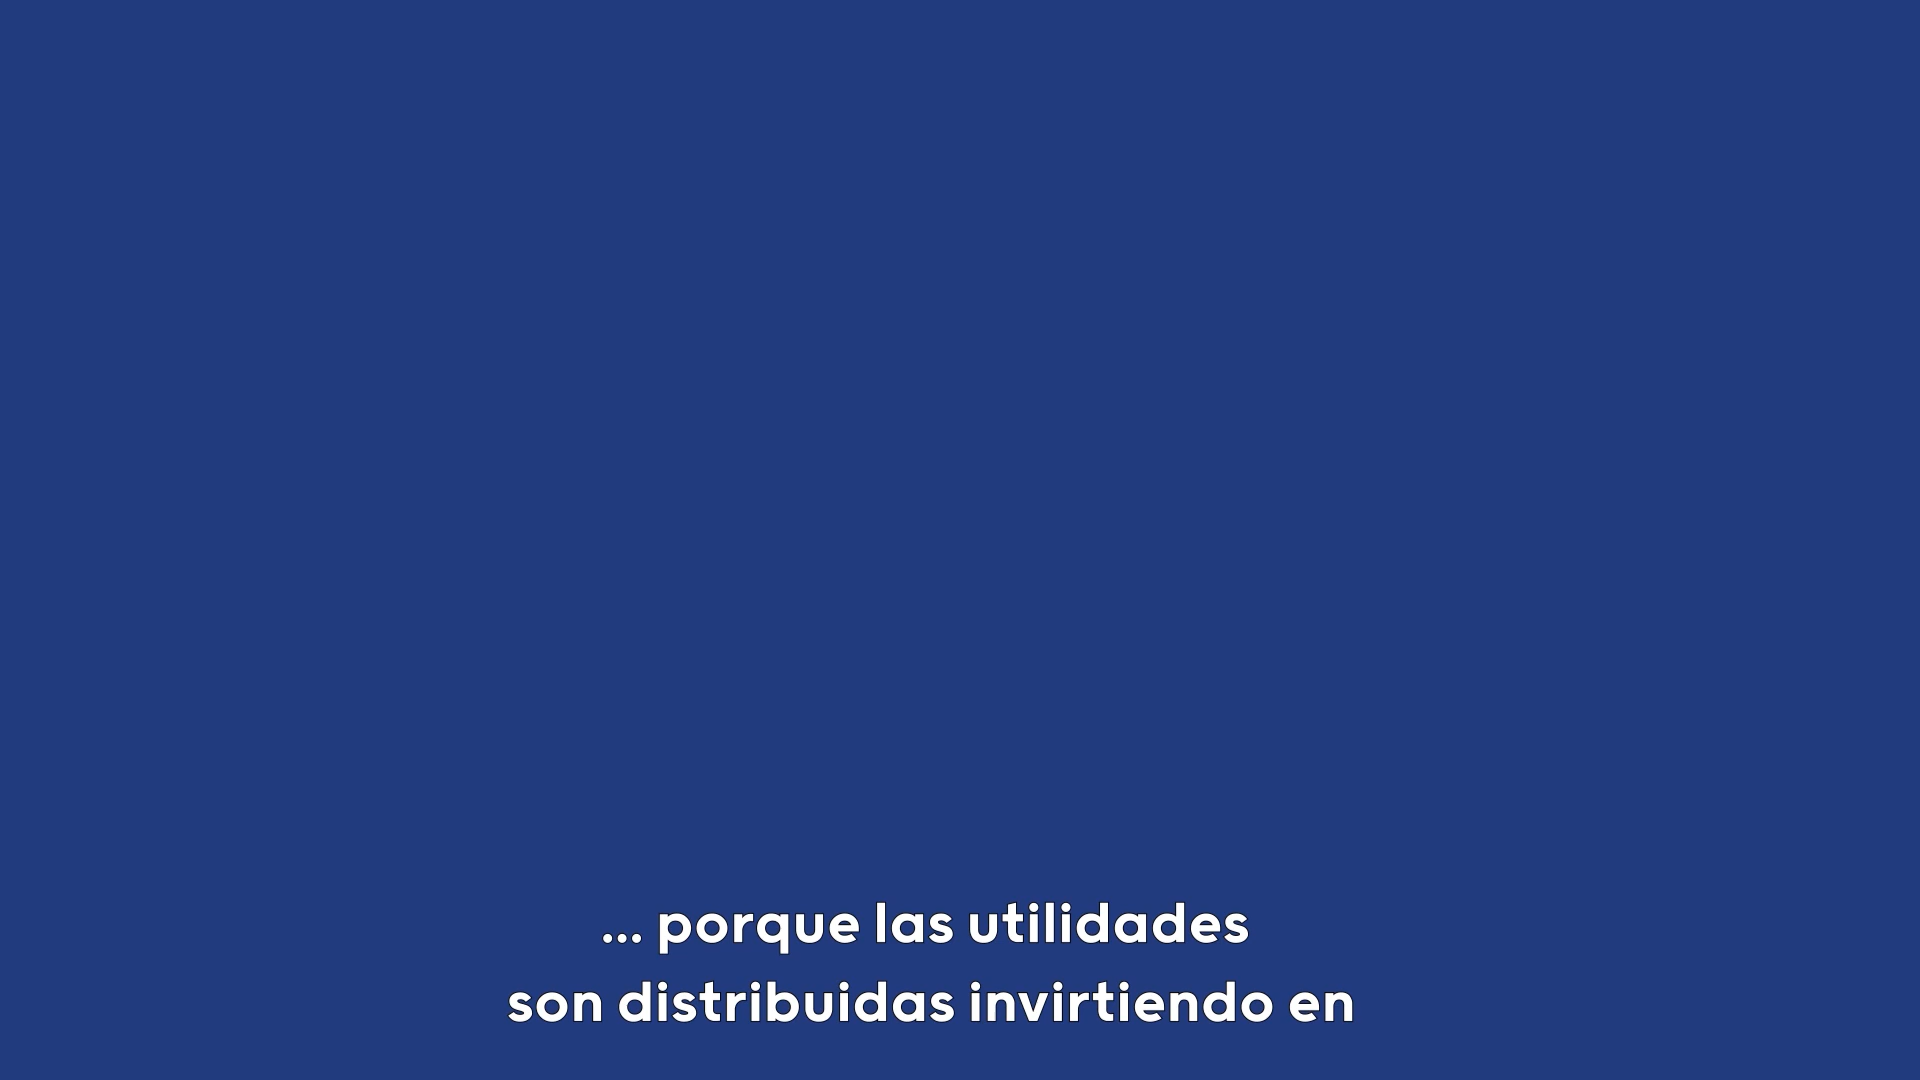 ... porque las utilidades
son distribuidas invirtiendo en